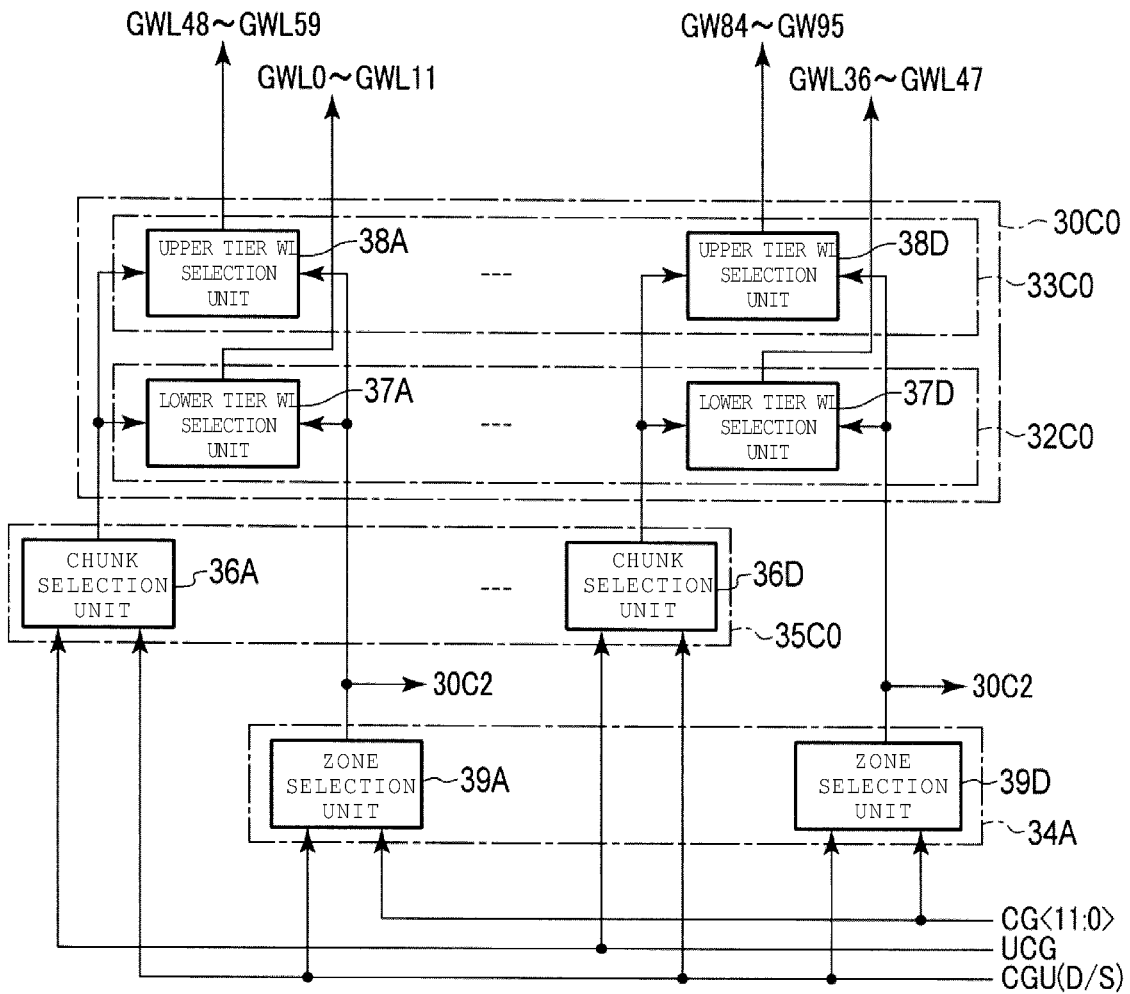 GWL48～GWL59
GW84～GW95
GWL0～GWL11
GWL36～GWL47
30C0
UPPER TIER WL
SELECTION
UNIT
38A
---
UPPER TIER WL
SELECTION
UNIT
38D
33C0
LOWER TIER WL
SELECTION
UNIT
37A
---
LOWER TIER WL
SELECTION
UNIT
37D
32C0
CHUNK
SELECTION
UNIT
36A
---
CHUNK
SELECTION
UNIT
36D
35C0
30C2
30C2
ZONE
SELECTION
UNIT
39A
ZONE
SELECTION
UNIT
39D
34A
CG<11:0>
UCG
CGU(D/S)